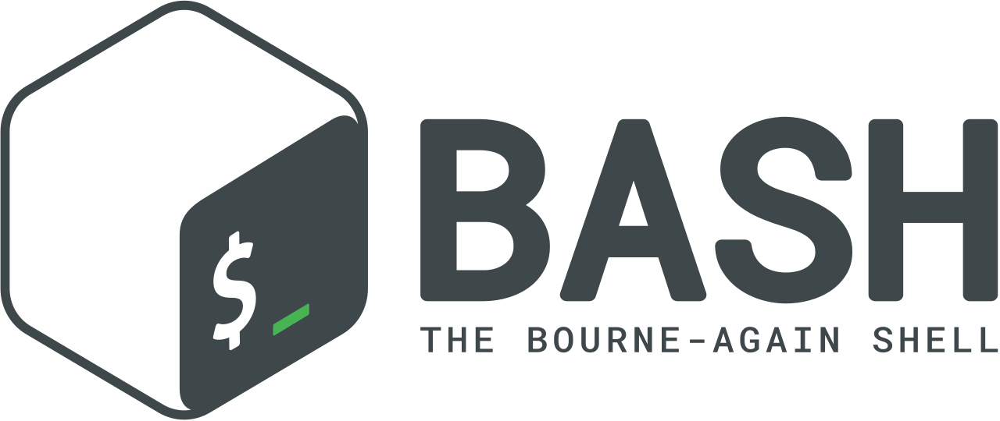 $_
BASH
THE BOURNE-AGAIN SHELL